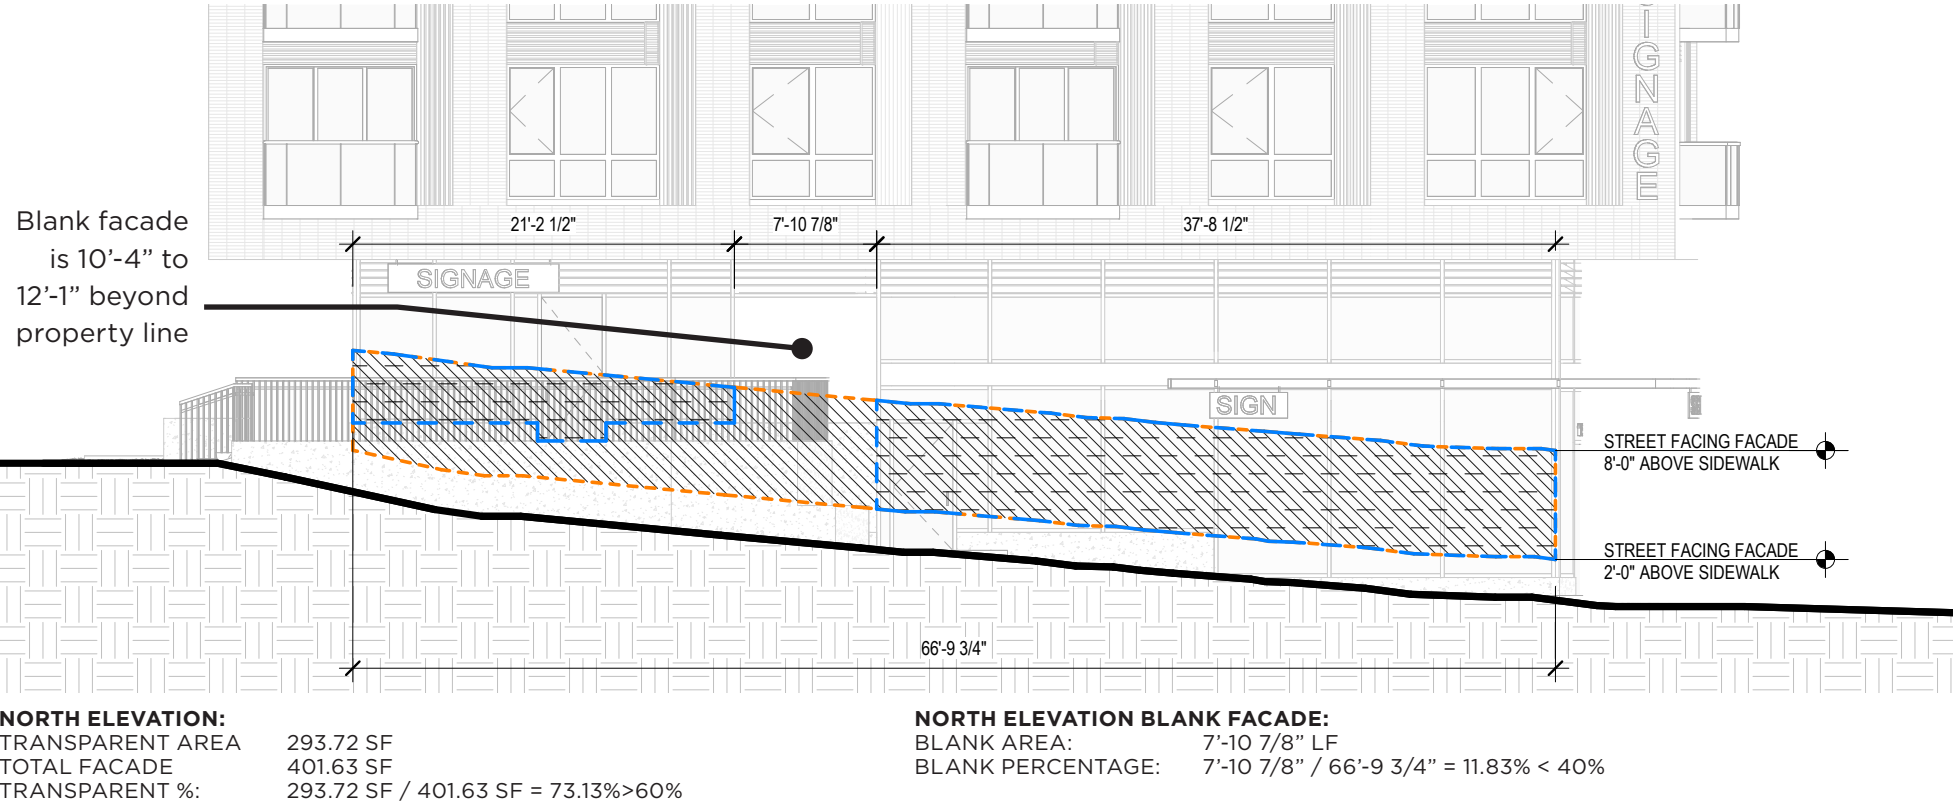 SIGNAGE
Blank facade
is 10’-4” to
12’-1” beyond
property line
21'-2 1/2"
7'-10 7/8"
37'-8 1/2"
SIGNAGE
SIGN
STREET FACING FACADE
8'-0" ABOVE SIDEWALK
STREET FACING FACADE
2'-0" ABOVE SIDEWALK
66'-9 3/4"
NORTH ELEVATION:
TRANSPARENT AREA 293.72 SF
TOTAL FACADE 401.63 SF
TRANSPARENT %: 293.72 SF / 401.63 SF = 73.13%>60%
NORTH ELEVATION BLANK FACADE:
BLANK AREA: 7’-10 7/8” LF
BLANK PERCENTAGE: 7’-10 7/8” / 66’-9 3/4” = 11.83% < 40%